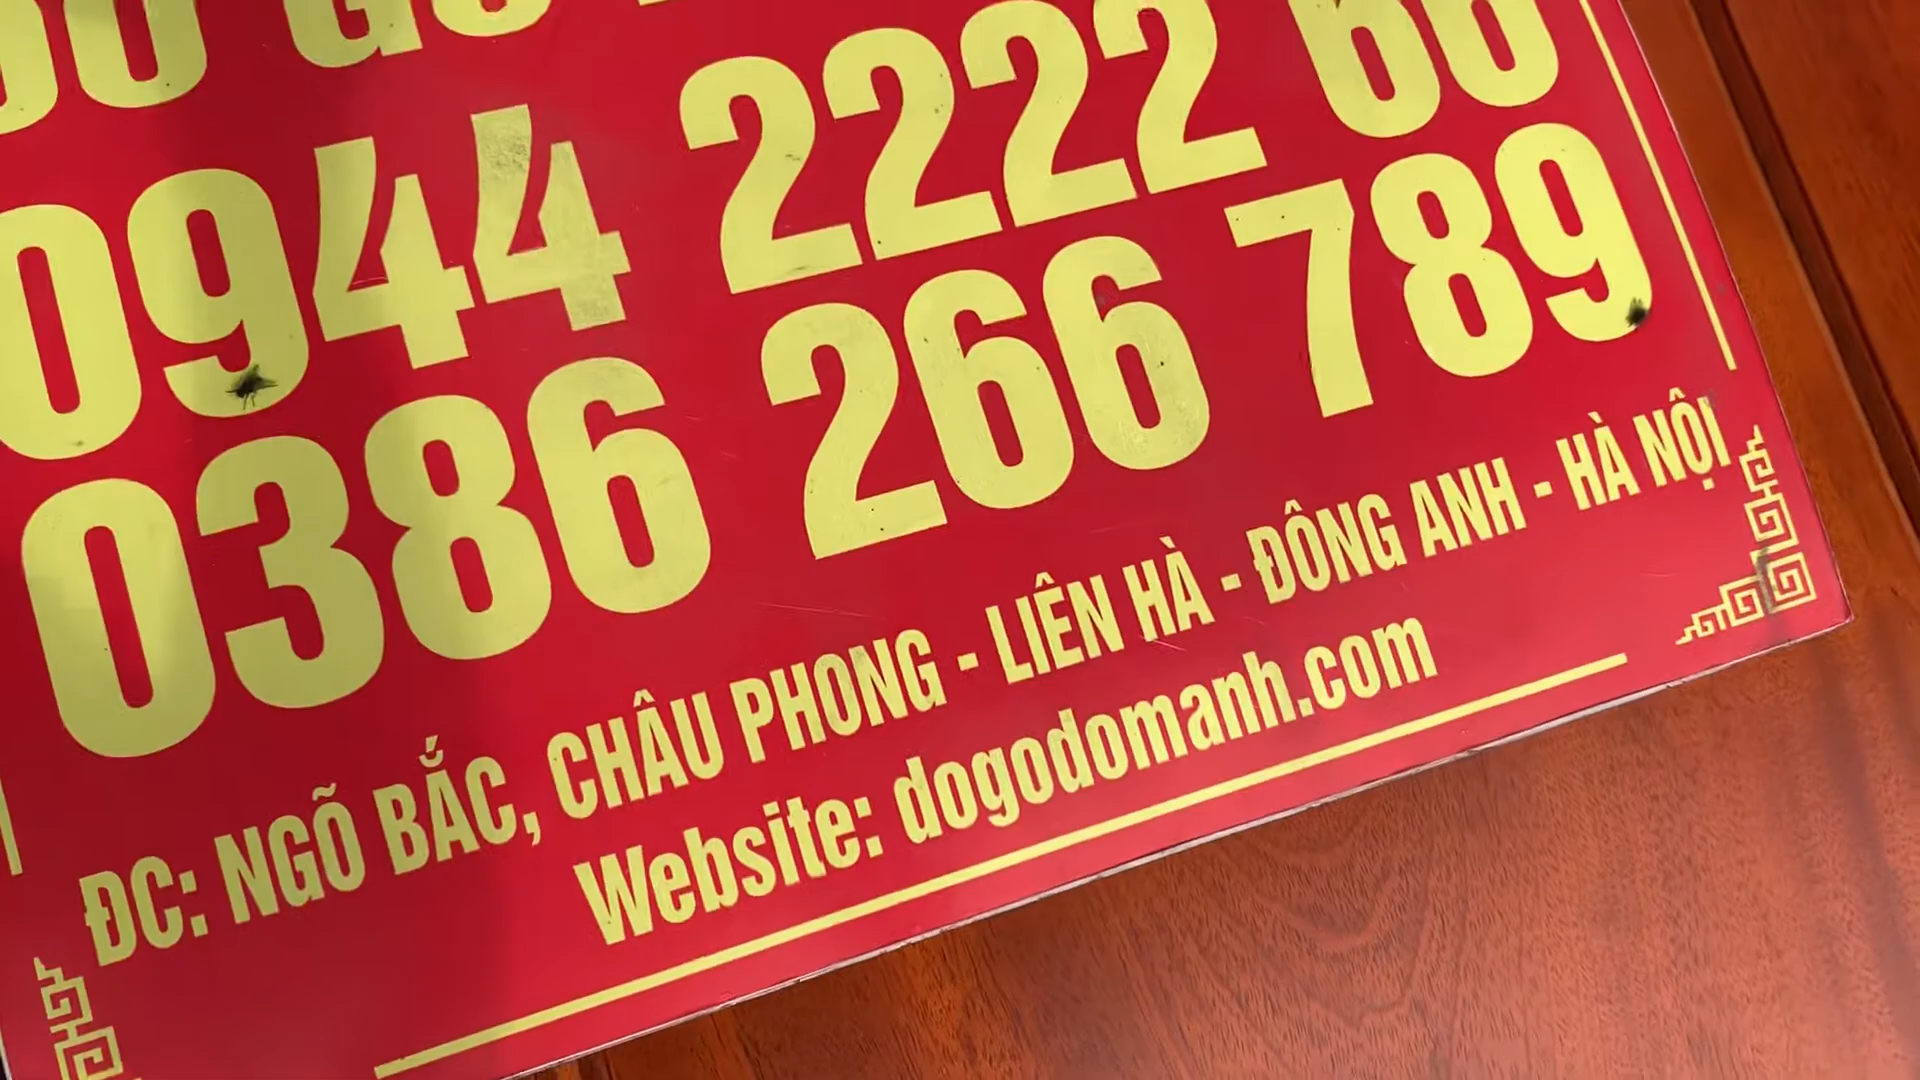 0944 2222 66
0386 266 789
ĐC: NGÕ BẮC, CHÂU PHONG - LIÊN HÀ - ĐÔNG ANH - HÀ NỘI
Website: dogodomanh.com